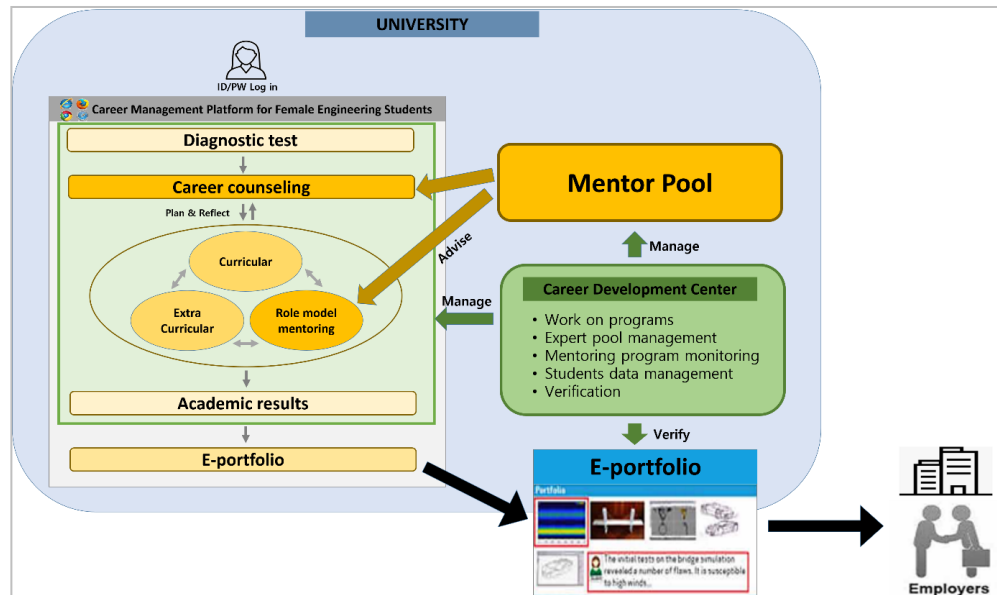 UNIVERSITY
ID/PW Log in
Career Management Platform for Female Engineering Students
Diagnostic test
Career counseling
Plan & Reflect
Curricular
Extra
Curricular
Role model
mentoring
Academic results
E-portfolio
Mentor Pool
Advise
Manage
Manage
Career Development Center
• Work on programs
• Expert pool management
• Mentoring program monitoring
• Students data management
• Verification
Verify
E-portfolio
Portfolio
The initial tests on the bridge simulation
revealed a number of flaws. It is susceptible
to high winds...
Employers